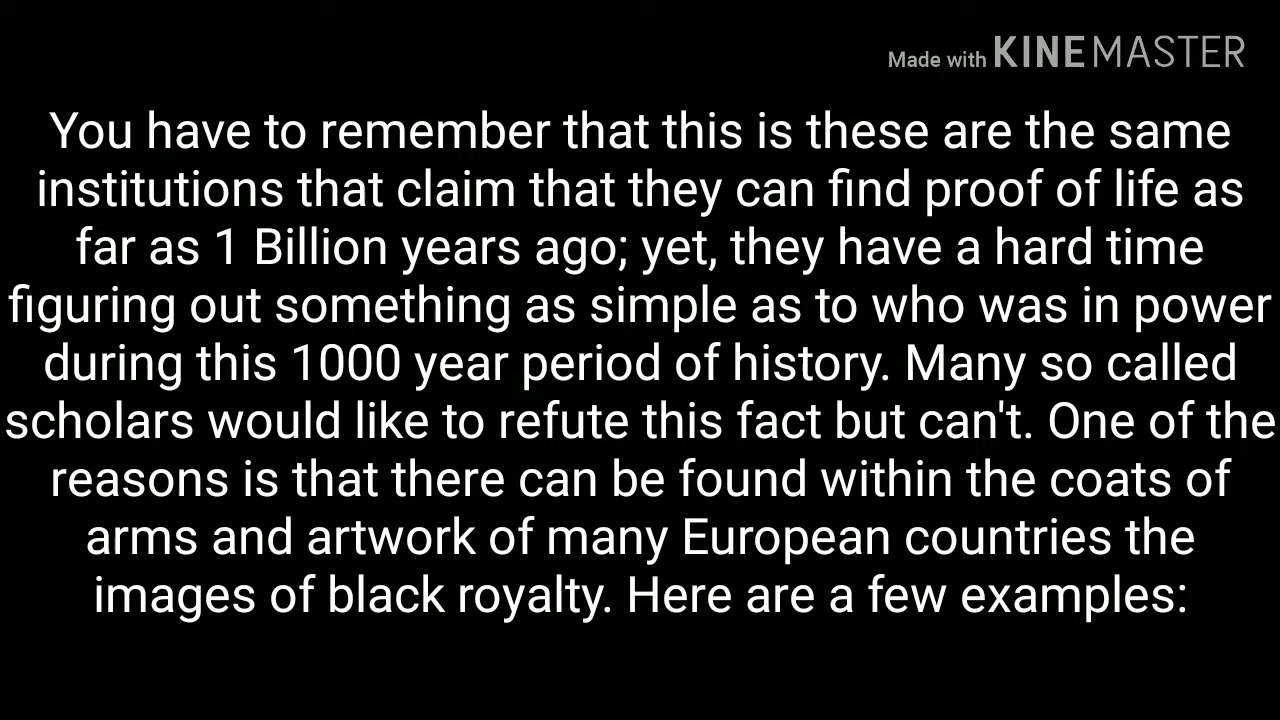 Made with KINEMASTER
You have to remember that this is these are the same
institutions that claim that they can find proof of life as
far as 1 Billion years ago; yet, they have a hard time
figuring out something as simple as to who was in power
during this 1000 year period of history. Many so called
scholars would like to refute this fact but can't. One of the
reasons is that there can be found within the coats of
arms and artwork of many European countries the
images of black royalty. Here are a few examples: